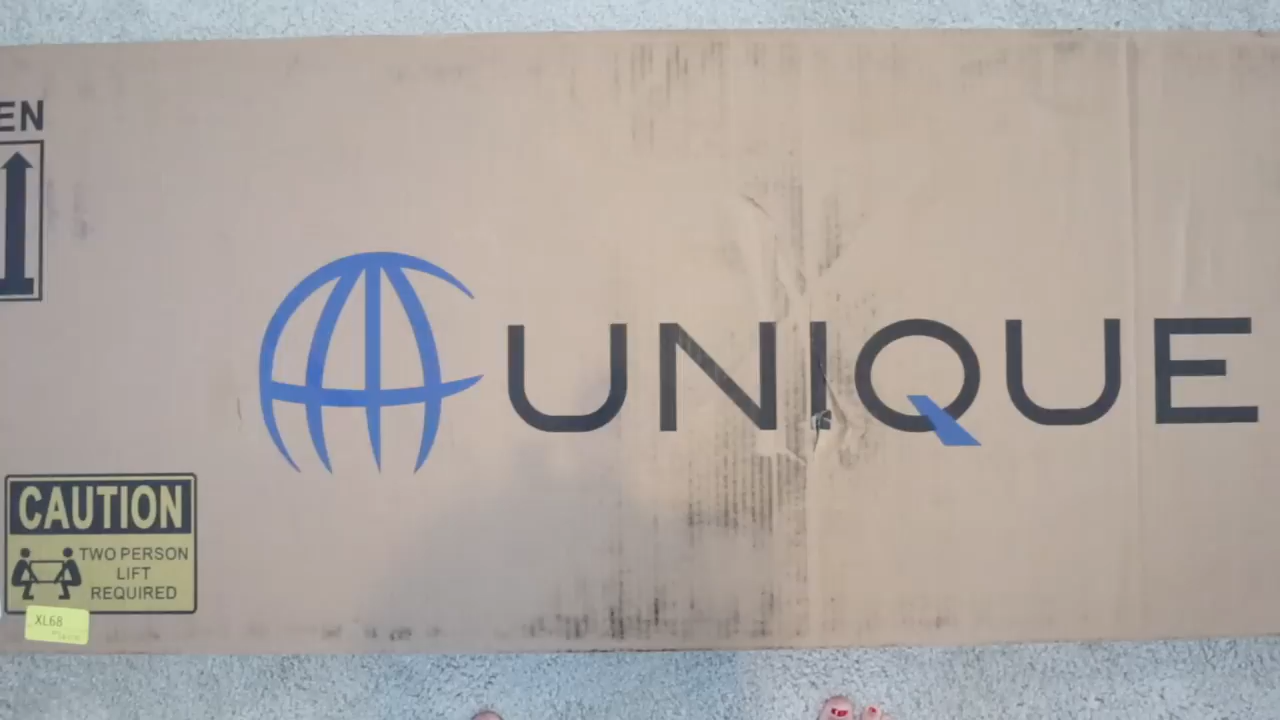 EN
UNIQUE
CAUTION
TWO PERSON
LIFT
REQUIRED
XL68